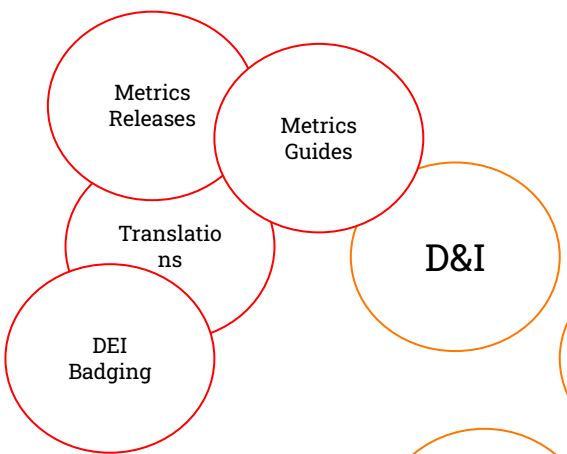 Metrics
Releases
Metrics
Guides
Translatio
ns
D&I
DEI
Badging